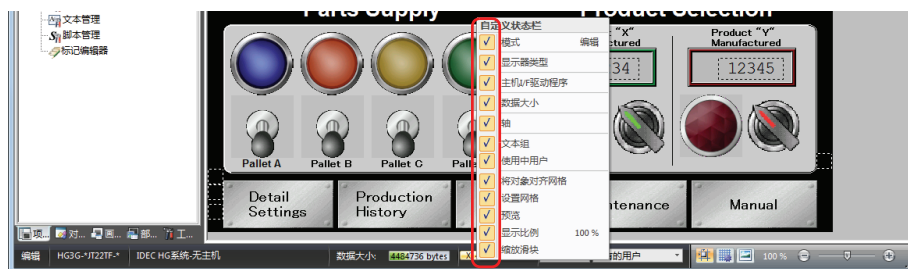 文本管理
脚本管理
标记编辑器
Parts Supply
Product Selection
自定义状态栏
模式 编辑
显示器类型
主机I/F驱动程序
数据大小
轴
文本组
使用中用户
将对象对齐网格
设置网格
预览
显示比例 100 %
缩放滑块
"X"
Product "Y"
Manufactured
34
12345
Pallet A
Pallet B
Pallet C
Detail
Settings
Production
History
Manual
项...
对...
画...
部...
工...
编辑
HG3G-*JT22TF-*
IDEC HG系统-无主机
数据大小:
4484736 bytes
的用户
100 %